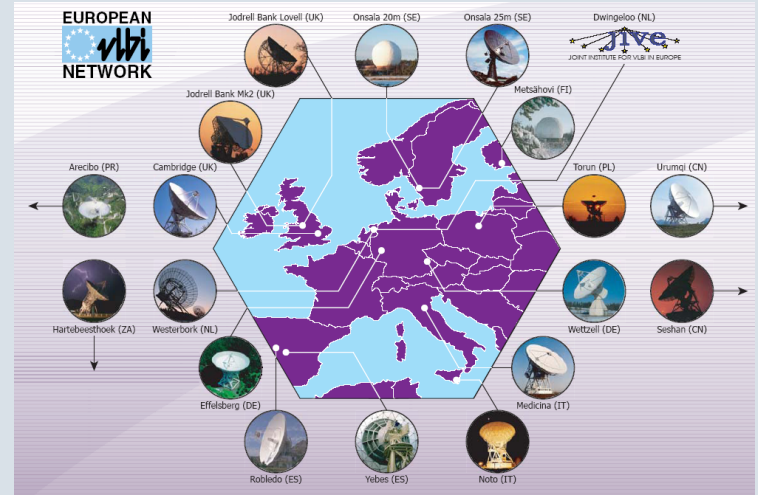 EUROPEAN
evlbi
NETWORK
Jodrell Bank Lovell (UK)
Onsala 20m (SE)
Onsala 25m (SE)
Dwingeloo (NL)
JIVE
JOINT INSTITUTE FOR VLBI IN EUROPE
Jodrell Bank Mk2 (UK)
Metsähovi (FI)
Arecibo (PR)
Cambridge (UK)
Torun (PL)
Urumqi (CN)
Hartebeesthoek (ZA)
Westerbork (NL)
Wettzell (DE)
Seshan (CN)
Effelsberg (DE)
Medicina (IT)
Robledo (ES)
Yebes (ES)
Noto (IT)